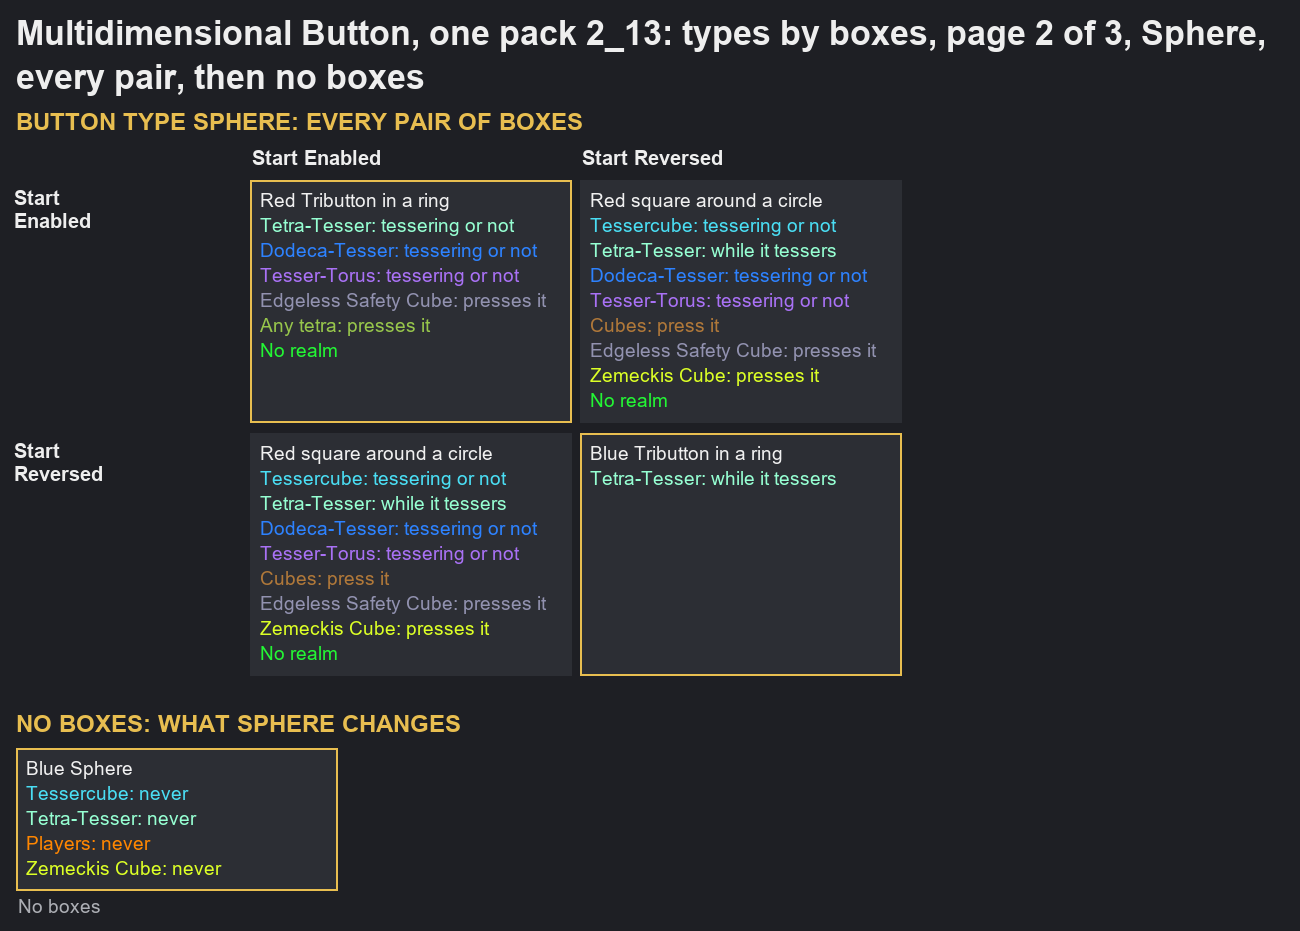 Multidimensional Button, one pack 2_13: types by boxes, page 2 of 3, Sphere,
every pair, then no boxes
BUTTON TYPE SPHERE: EVERY PAIR OF BOXES
Start Enabled
Start Reversed
Start
Enabled
Red Tributton in a ring
Tetra-Tesser: tessering or not
Dodeca-Tesser: tessering or not
Tesser-Torus: tessering or not
Edgeless Safety Cube: presses it
Any tetra: presses it
No realm
Red square around a circle
Tessercube: tessering or not
Tetra-Tesser: while it tessers
Dodeca-Tesser: tessering or not
Tesser-Torus: tessering or not
Cubes: press it
Edgeless Safety Cube: presses it
Zemeckis Cube: presses it
No realm
Start
Reversed
Red square around a circle
Tessercube: tessering or not
Tetra-Tesser: while it tessers
Dodeca-Tesser: tessering or not
Tesser-Torus: tessering or not
Cubes: press it
Edgeless Safety Cube: presses it
Zemeckis Cube: presses it
No realm
Blue Tributton in a ring
Tetra-Tesser: while it tessers
NO BOXES: WHAT SPHERE CHANGES
Blue Sphere
Tessercube: never
Tetra-Tesser: never
Players: never
Zemeckis Cube: never
No boxes